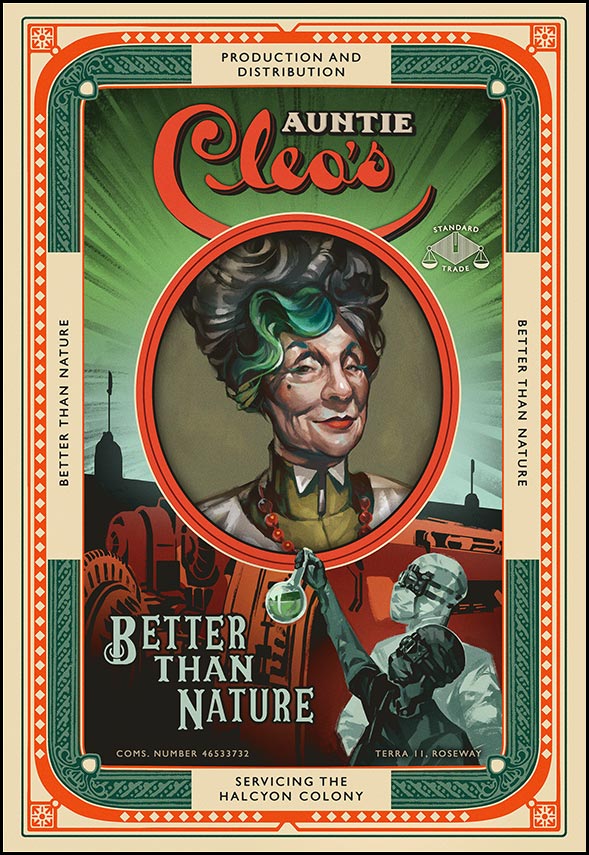 PRODUCTION AND
DISTRIBUTION
AUNTIE
Cleo's
STANDARD
TRADE
BETTER THAN NATURE
BETTER THAN NATURE
BETTER
THAN
NATURE
COMS. NUMBER 46533732
TERRA 11, ROSEWAY
SERVICING THE
HALCYON COLONY